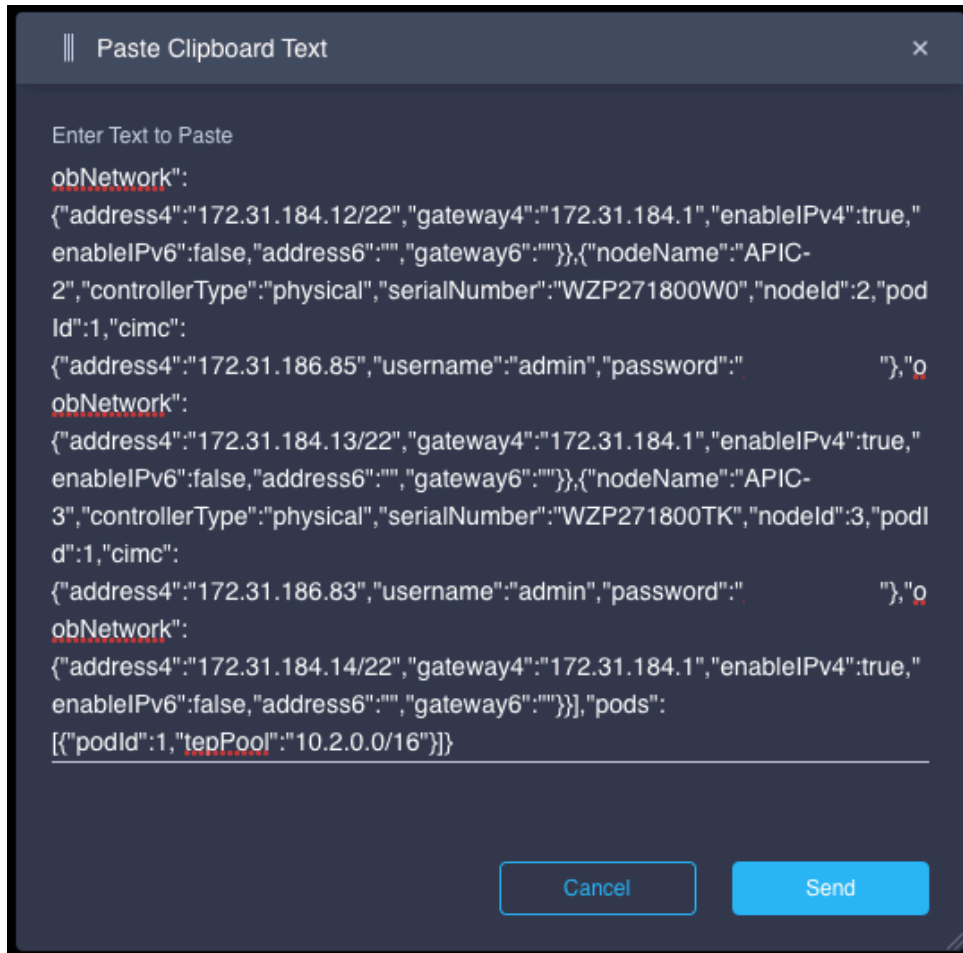 Paste Clipboard Text
Enter Text to Paste
obNetwork":
{"address4":"172.31.184.12/22","gateway4":"172.31.184.1","enableIPv4":true,"
enableIPv6":false,"address6":"","gateway6":""}},{"nodeName":"APIC-
2","controllerType":"physical","serialNumber":"WZP271800W0","nodeId":2,"pod
Id":1,"cimc":
{"address4":"172.31.186.85","username":"admin","password":" "},"o
obNetwork":
{"address4":"172.31.184.13/22","gateway4":"172.31.184.1","enableIPv4":true,"
enableIPv6":false,"address6":"","gateway6":""}},{"nodeName":"APIC-
3","controllerType":"physical","serialNumber":"WZP271800TK","nodeId":3,"podI
d":1,"cimc":
{"address4":"172.31.186.83","username":"admin","password":" "},"o
obNetwork":
{"address4":"172.31.184.14/22","gateway4":"172.31.184.1","enableIPv4":true,"
enableIPv6":false,"address6":"","gateway6":""}}],"pods":
[{"podId":1,"tepPool":"10.2.0.0/16"}]}
Cancel
Send